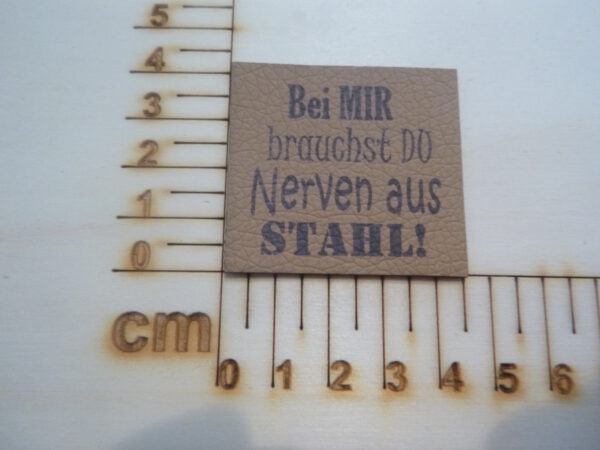 5
4
3
2
1
0
Bei MIR
brauchst DU
Nerven aus
STAHL!
cm
0 1 2 3 4 5 6